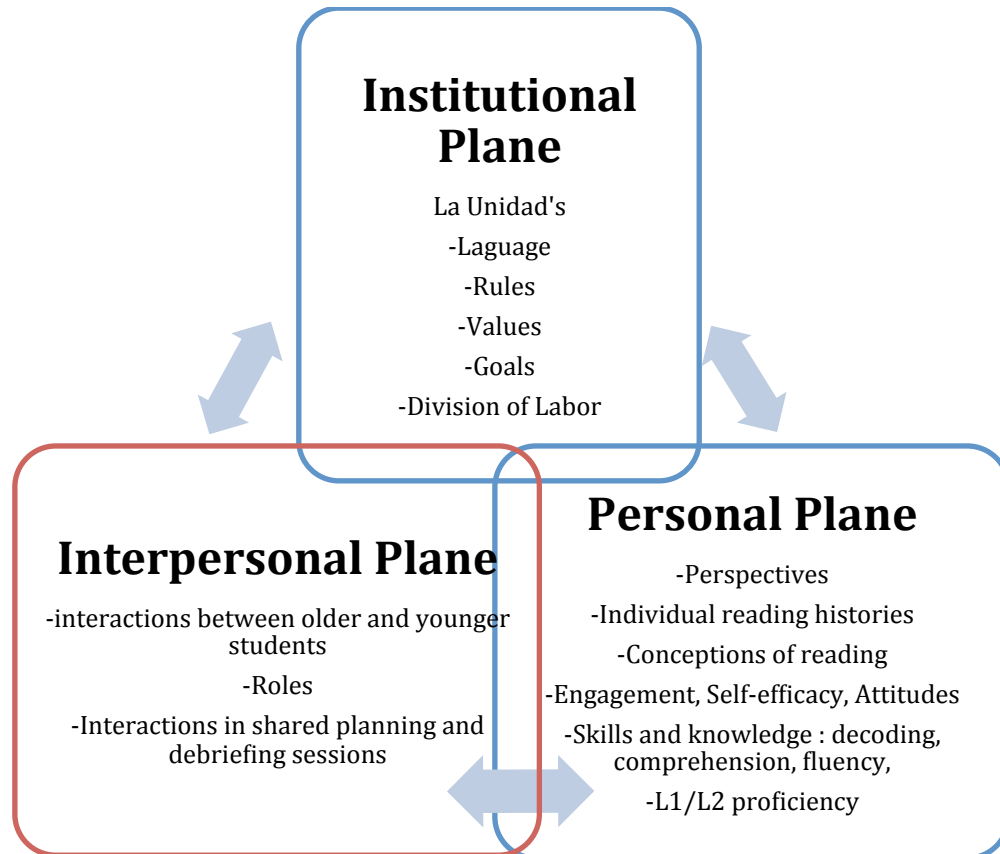 Institutional
Plane
La Unidad's
-Laguage
-Rules
-Values
-Goals
-Division of Labor
Interpersonal Plane
-interactions between older and younger
students
-Roles
-Interactions in shared planning and
debriefing sessions
Personal Plane
-Perspectives
-Individual reading histories
-Conceptions of reading
-Engagement, Self-efficacy, Attitudes
-Skills and knowledge : decoding,
comprehension, fluency,
-L1/L2 proficiency